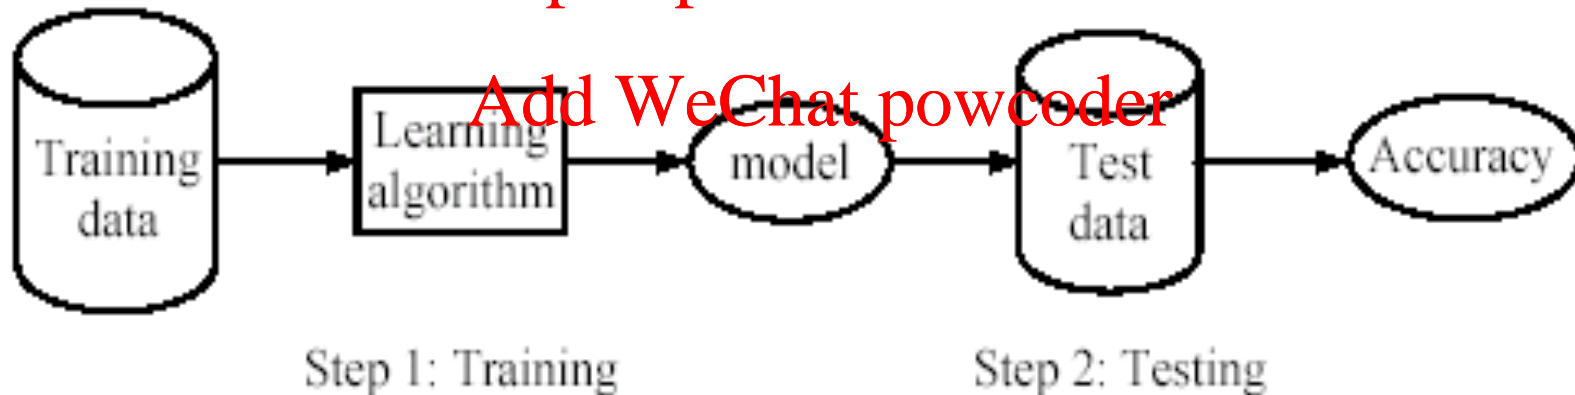 Add WeChat powcoder
Training
data
Learning
algorithm
model
Test
data
Accuracy
Step 1: Training
Step 2: Testing